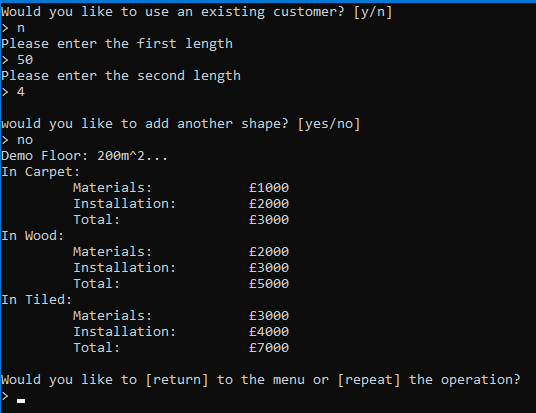 Would you like to use an existing customer? [y/n]
> n
Please enter the first length
> 50
Please enter the second length
> 4
would you like to add another shape? [yes/no]
> no
Demo Floor: 200m^2...
In Carpet:
Materials: £1000
Installation: £2000
Total: £3000
In Wood:
Materials: £2000
Installation: £3000
Total: £5000
In Tiled:
Materials: £3000
Installation: £4000
Total: £7000
Would you like to [return] to the menu or [repeat] the operation?
>